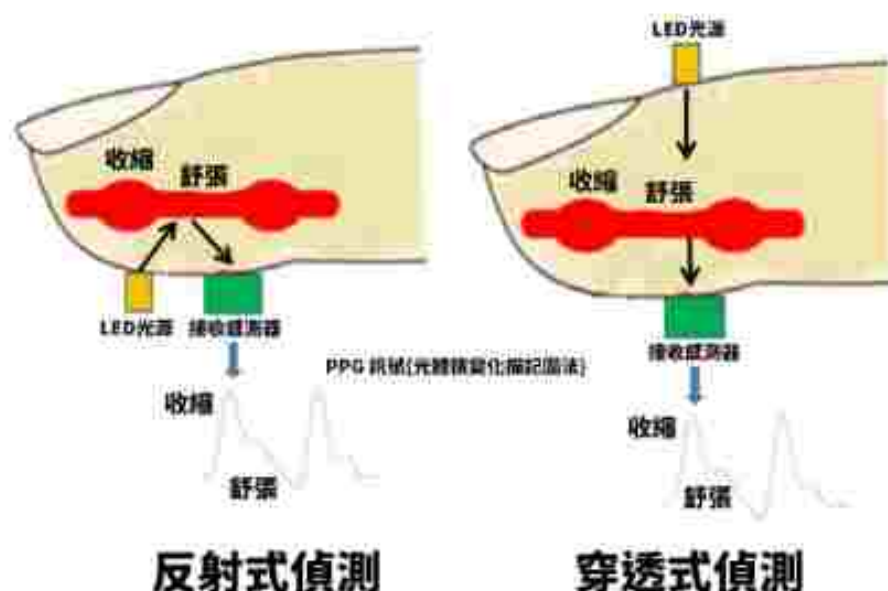 LED光源
收縮
舒張
收縮
舒張
LED光源
接收感測器
接收感測器
PPG 訊號(光體積變化描記圖法)
收縮
舒張
收縮
舒張
反射式偵測
穿透式偵測